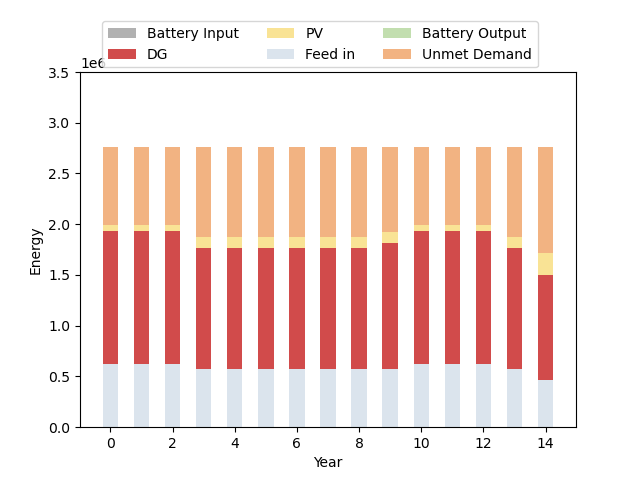 Battery Input PV Battery Output
DG Feed in Unmet Demand
1e6
3.5
3.0
2.5
2.0
1.5
1.0
0.5
0.0
Energy
0 2 4 6 8 10 12 14
Year